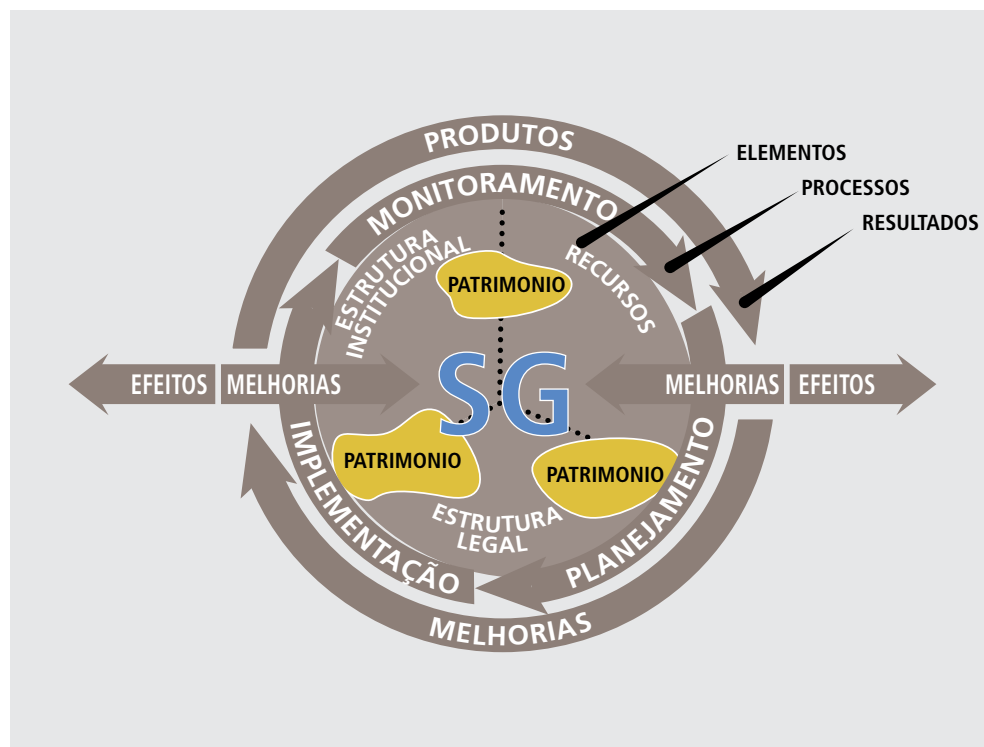 PRODUTOS
ELEMENTOS
PROCESSOS
RESULTADOS
MONITORAMENTO
ESTRUTURA
INSTITUCIONAL
RECURSOS
PATRIMONIO
SG
EFEITOS
MELHORIAS
MELHORIAS
EFEITOS
PATRIMONIO
PATRIMONIO
ESTRUTURA
LEGAL
IMPLEMENTAÇÃO
PLANEJAMENTO
MELHORIAS